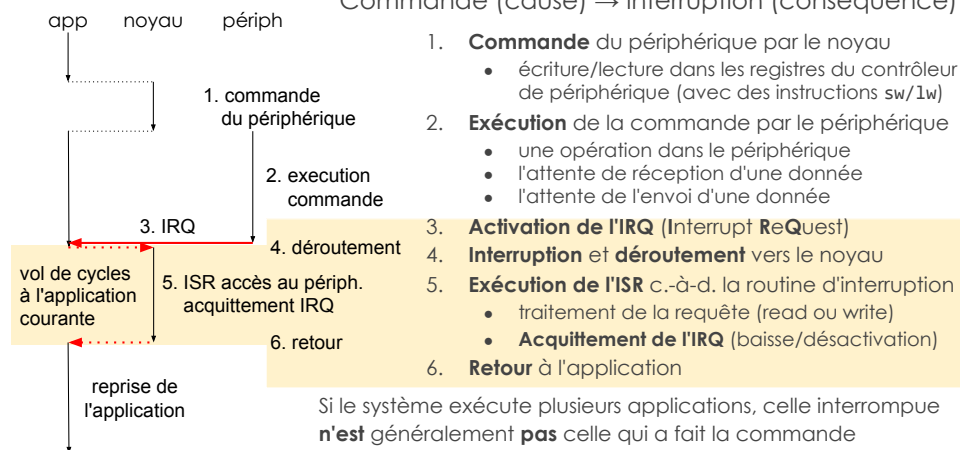 Commande (cause) → Interruption (conséquence)
app noyau périph
1. commande
du périphérique
2. execution
commande
3. IRQ
4. déroutement
vol de cycles
à l'application
courante
5. ISR accès au périph.
acquittement IRQ
6. retour
reprise de
l'application
1. Commande du périphérique par le noyau
● écriture/lecture dans les registres du contrôleur
de périphérique (avec des instructions sw/lw)
2. Exécution de la commande par le périphérique
● une opération dans le périphérique
● l'attente de réception d'une donnée
● l'attente de l'envoi d'une donnée
3. Activation de l'IRQ (Interrupt ReQuest)
4. Interruption et déroutement vers le noyau
5. Exécution de l'ISR c.-à-d. la routine d'interruption
● traitement de la requête (read ou write)
● Acquittement de l'IRQ (baisse/désactivation)
6. Retour à l'application
Si le système exécute plusieurs applications, celle interrompue
n'est généralement pas celle qui a fait la commande